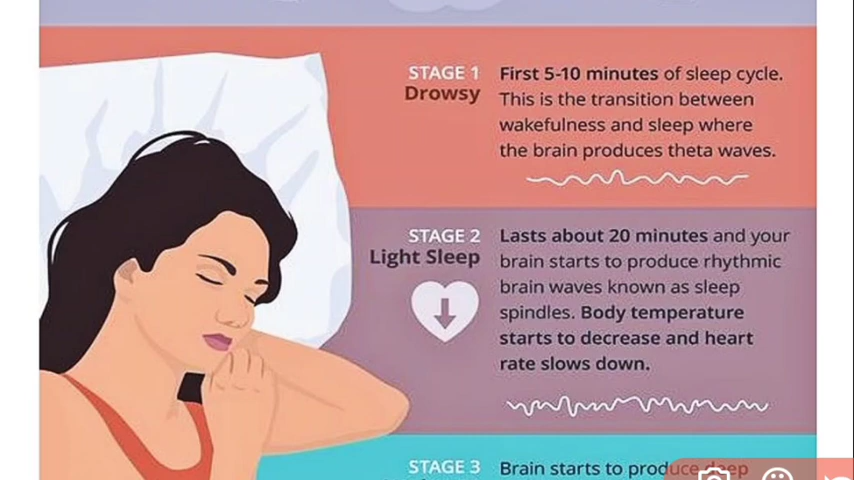 STAGE 1
Drowsy
First 5-10 minutes of sleep cycle.
This is the transition between
wakefulness and sleep where
the brain produces theta waves.
STAGE 2
Light Sleep
Lasts about 20 minutes and your
brain starts to produce rhythmic
brain waves known as sleep
spindles. Body temperature
starts to decrease and heart
rate slows down.
STAGE 3
Brain starts to produce deep